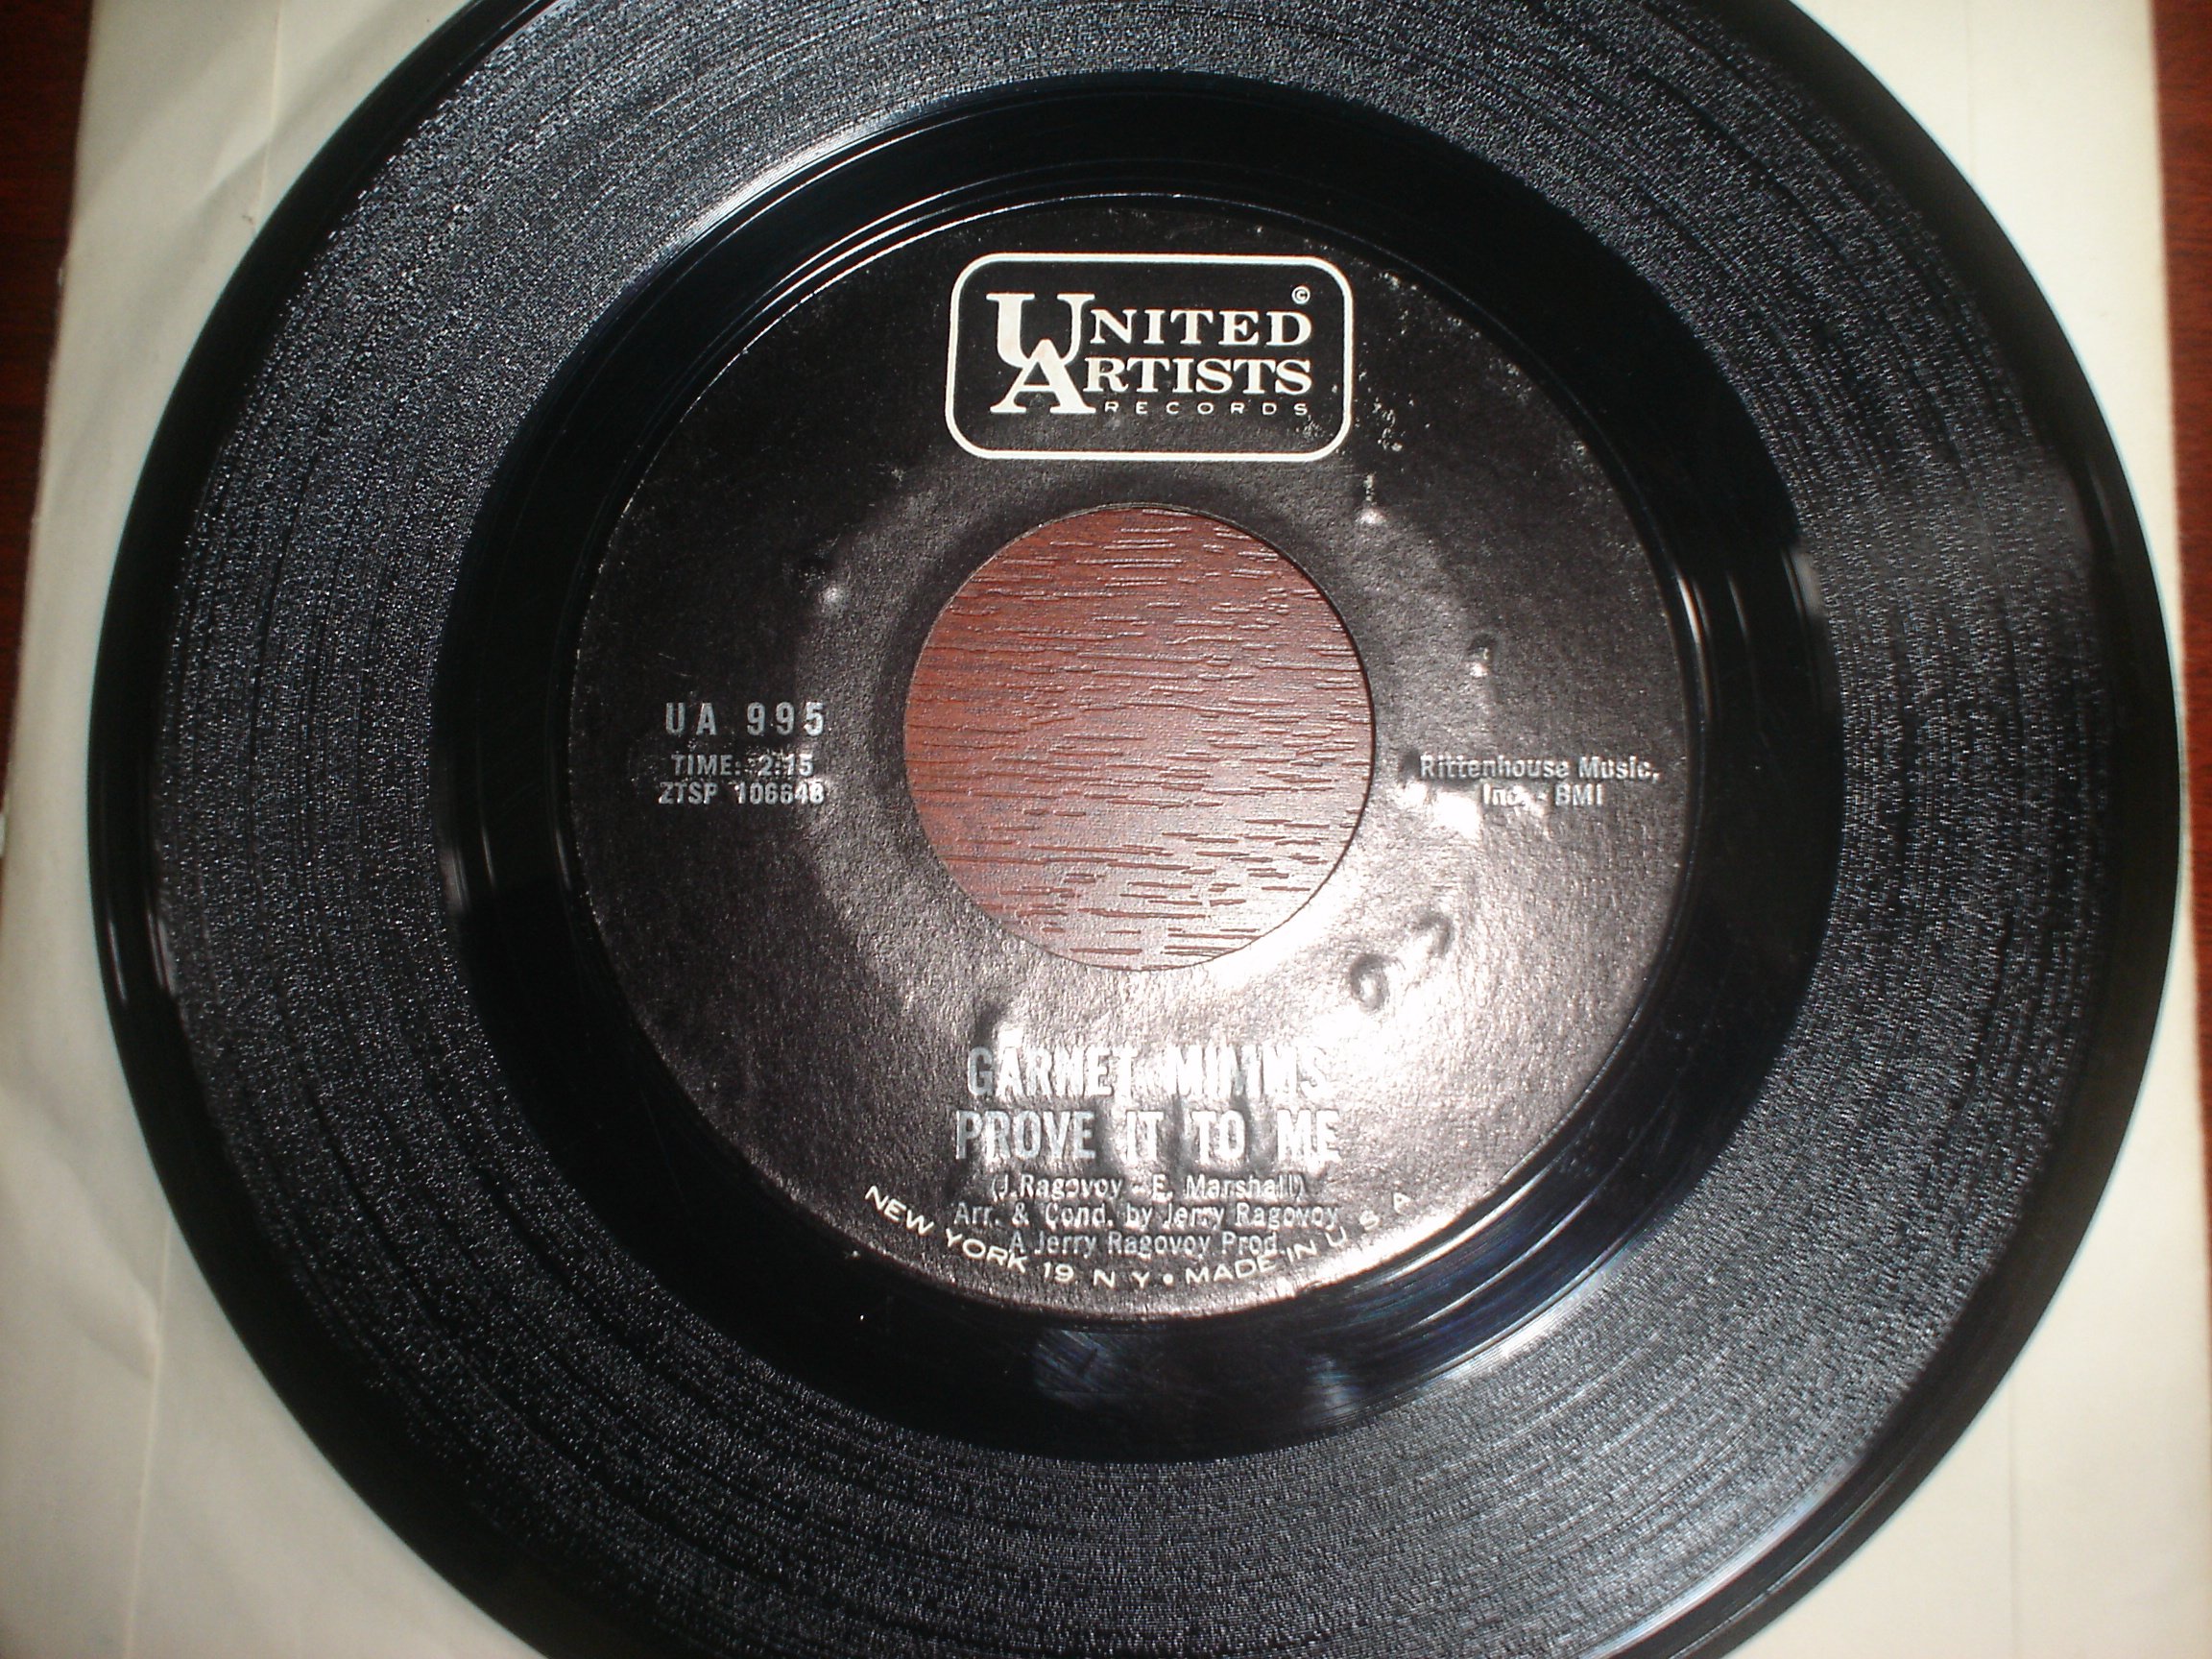 ©
UNITED
ARTISTS
RECORDS
UA 995
TIME: 2:15
ZTSP 106648
Rittenhouse Music,
Inc. - BMI
GARNET MIMMS
PROVE IT TO ME
(J. Ragovoy - E. Marshall)
Arr. & Cond. by Jerry Ragovoy
A Jerry Ragovoy Prod.
NEW YORK 19 N Y • MADE IN U S A